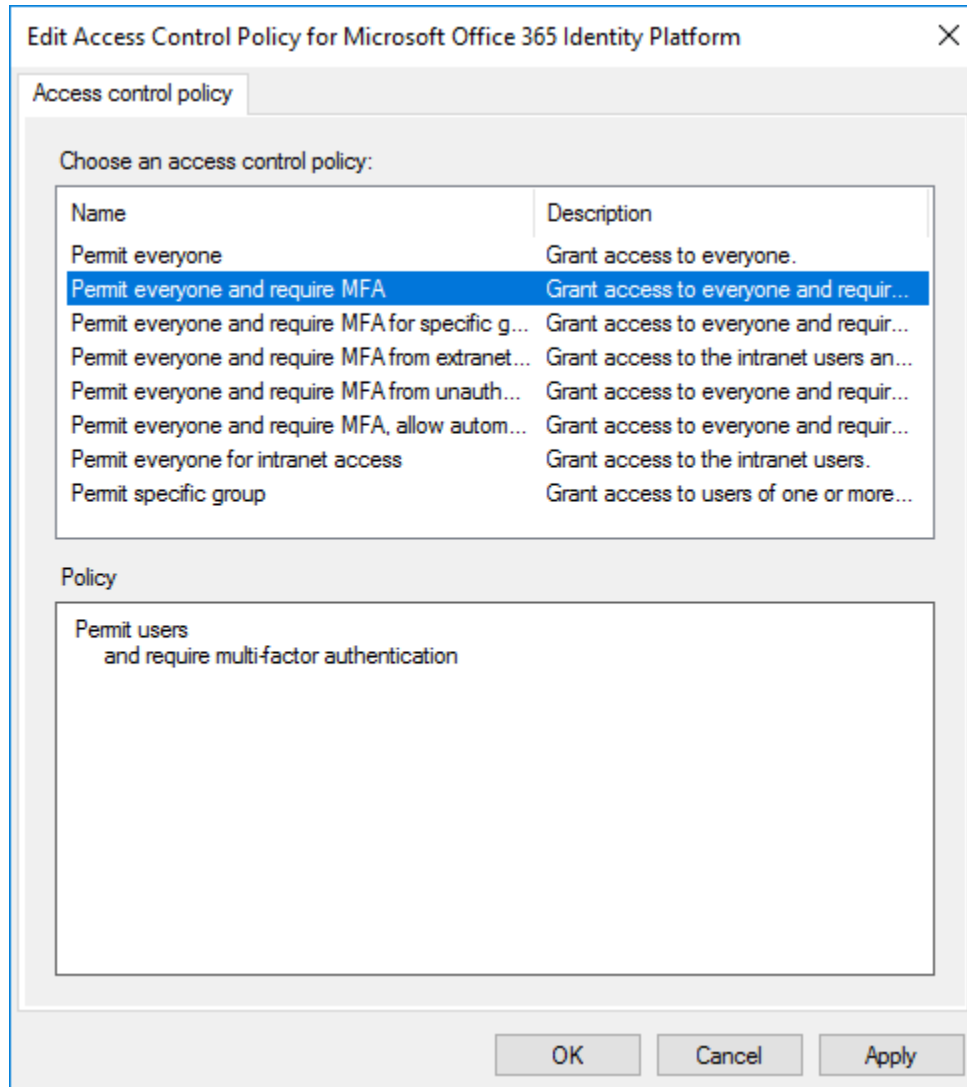 Edit Access Control Policy for Microsoft Office 365 Identity Platform
Access control policy
Choose an access control policy:
Name Description
Permit everyone Grant access to everyone.
Permit everyone and require MFA Grant access to everyone and requir...
Permit everyone and require MFA for specific g... Grant access to everyone and requir...
Permit everyone and require MFA from extranet... Grant access to the intranet users an...
Permit everyone and require MFA from unauth... Grant access to everyone and requir...
Permit everyone and require MFA, allow autom... Grant access to everyone and requir...
Permit everyone for intranet access Grant access to the intranet users.
Permit specific group Grant access to users of one or more...
Policy
Permit users
and require multi-factor authentication
OK Cancel Apply